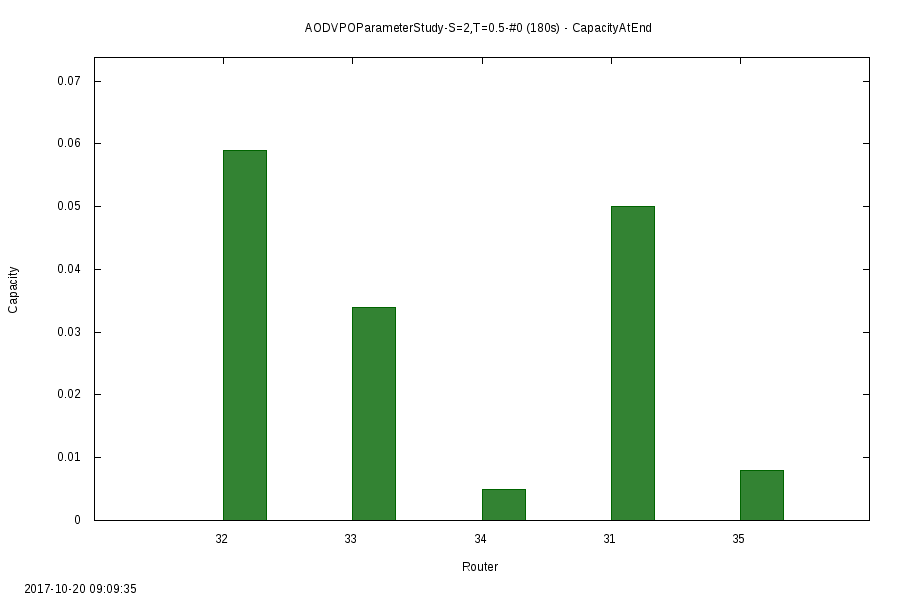 AODVPOParameterStudy-S=2,T=0.5-#0 (180s) - CapacityAtEnd
0.07
0.06
0.05
0.04
0.03
0.02
0.01
0
Capacity
32 33 34 31 35
Router
2017-10-20 09:09:35